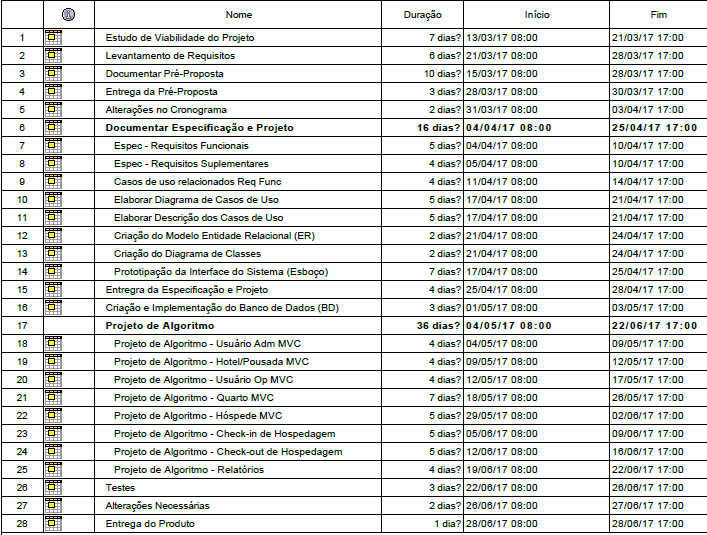 Nome Duração Início Fim
1 Estudo de Viabilidade do Projeto 7 dias? 13/03/17 08:00 21/03/17 17:00
2 Levantamento de Requisitos 6 dias? 21/03/17 08:00 28/03/17 17:00
3 Documentar Pré-Proposta 10 dias? 15/03/17 08:00 28/03/17 17:00
4 Entrega da Pré-Proposta 3 dias? 28/03/17 08:00 30/03/17 17:00
5 Alterações no Cronograma 2 dias? 31/03/17 08:00 03/04/17 17:00
6 Documentar Especificação e Projeto 16 dias? 04/04/17 08:00 25/04/17 17:00
7 Espec - Requisitos Funcionais 5 dias? 04/04/17 08:00 10/04/17 17:00
8 Espec - Requisitos Suplementares 4 dias? 05/04/17 08:00 10/04/17 17:00
9 Casos de uso relacionados Req Func 4 dias? 11/04/17 08:00 14/04/17 17:00
10 Elaborar Diagrama de Casos de Uso 5 dias? 17/04/17 08:00 21/04/17 17:00
11 Elaborar Descrição dos Casos de Uso 5 dias? 17/04/17 08:00 21/04/17 17:00
12 Criação do Modelo Entidade Relacional (ER) 2 dias? 21/04/17 08:00 24/04/17 17:00
13 Criação do Diagrama de Classes 2 dias? 21/04/17 08:00 24/04/17 17:00
14 Prototipação da Interface do Sistema (Esboço) 7 dias? 17/04/17 08:00 25/04/17 17:00
15 Entregra da Especificação e Projeto 4 dias? 25/04/17 08:00 28/04/17 17:00
16 Criação e Implementação do Banco de Dados (BD) 3 dias? 01/05/17 08:00 03/05/17 17:00
17 Projeto de Algoritmo 36 dias? 04/05/17 08:00 22/06/17 17:00
18 Projeto de Algoritmo - Usuário Adm MVC 4 dias? 04/05/17 08:00 09/05/17 17:00
19 Projeto de Algoritmo - Hotel/Pousada MVC 4 dias? 09/05/17 08:00 12/05/17 17:00
20 Projeto de Algoritmo - Usuário Op MVC 4 dias? 12/05/17 08:00 17/05/17 17:00
21 Projeto de Algoritmo - Quarto MVC 7 dias? 18/05/17 08:00 26/05/17 17:00
22 Projeto de Algoritmo - Hóspede MVC 5 dias? 29/05/17 08:00 02/06/17 17:00
23 Projeto de Algoritmo - Check-in de Hospedagem 5 dias? 05/06/17 08:00 09/06/17 17:00
24 Projeto de Algoritmo - Check-out de Hospedagem 5 dias? 12/06/17 08:00 16/06/17 17:00
25 Projeto de Algoritmo - Relatórios 4 dias? 19/06/17 08:00 22/06/17 17:00
26 Testes 3 dias? 22/06/17 08:00 26/06/17 17:00
27 Alterações Necessárias 2 dias? 26/06/17 08:00 27/06/17 17:00
28 Entrega do Produto 1 dia? 28/06/17 08:00 28/06/17 17:00